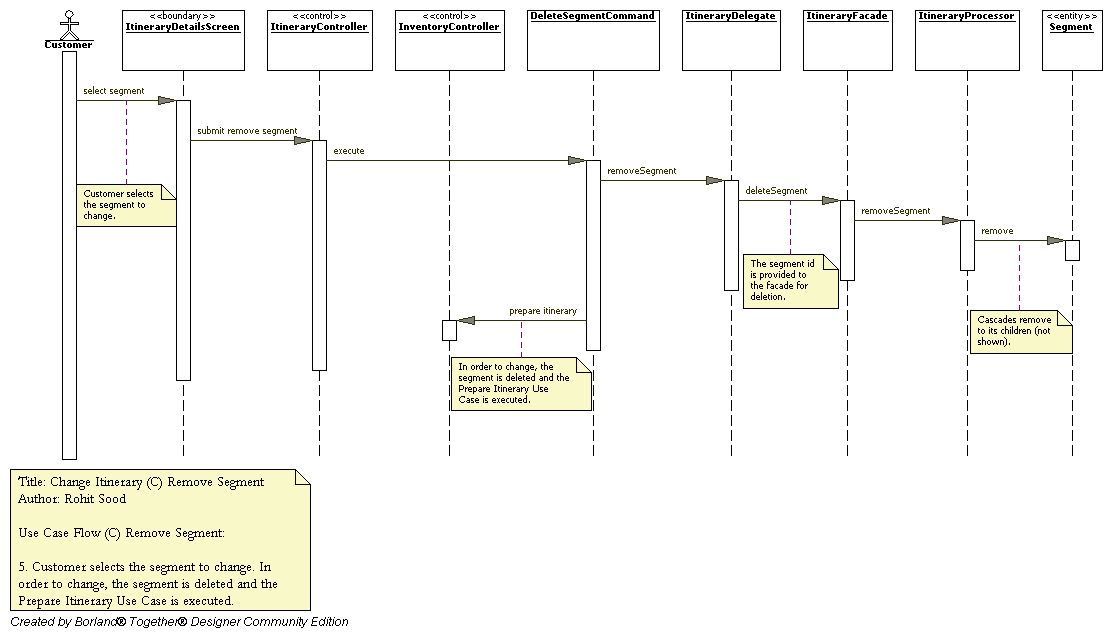 <<boundary>>
ItineraryDetailsScreen
<<control>>
ItineraryController
<<control>>
InventoryController
DeleteSegmentCommand
ItineraryDelegate
ItineraryFacade
ItineraryProcessor
<<entity>>
Segment
Customer
select segment
submit remove segment
execute
removeSegment
deleteSegment
removeSegment
remove
Customer selects
the segment to
change.
The segment id
is provided to
the facade for
deletion.
prepare itinerary
Cascades remove
to its children (not
shown).
In order to change, the
segment is deleted and the
Prepare Itinerary Use
Case is executed.
Title: Change Itinerary (C) Remove Segment
Author: Rohit Sood
Use Case Flow (C) Remove Segment:
5. Customer selects the segment to change. In
order to change, the segment is deleted and the
Prepare Itinerary Use Case is executed.
Created by Borland® Together® Designer Community Edition